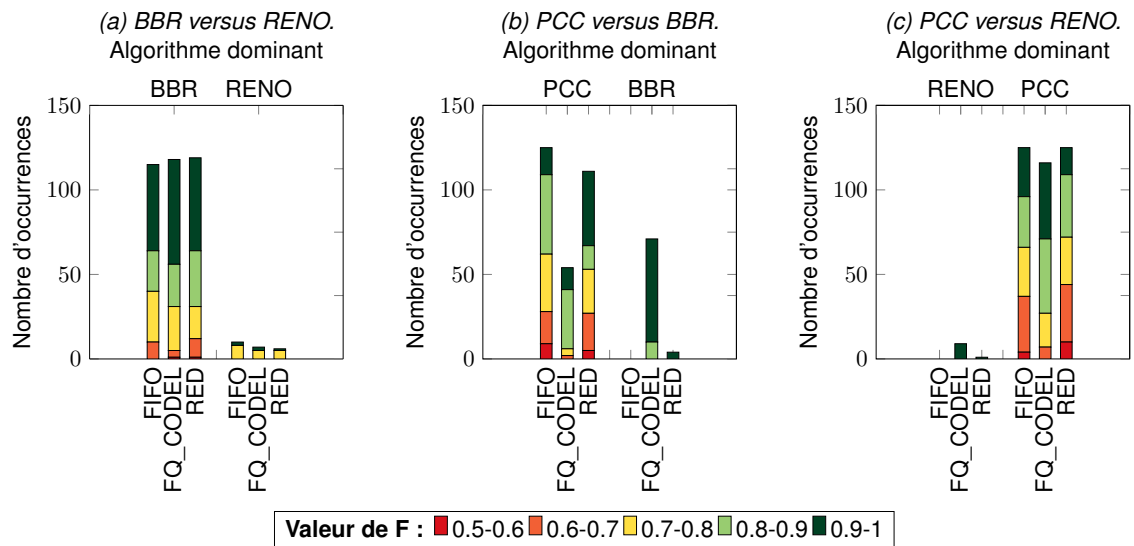 (a) BBR versus RENO.
Algorithme dominant
BBR RENO
150
100
50
0
Nombre d'occurrences
FIFO
FQ_CODEL
RED
FIFO
FQ_CODEL
RED
(b) PCC versus BBR.
Algorithme dominant
PCC BBR
150
100
50
0
Nombre d'occurrences
FIFO
FQ_CODEL
RED
FIFO
FQ_CODEL
RED
(c) PCC versus RENO.
Algorithme dominant
RENO PCC
150
100
50
0
Nombre d'occurrences
FIFO
FQ_CODEL
RED
FIFO
FQ_CODEL
RED
Valeur de F : 0.5-0.6 0.6-0.7 0.7-0.8 0.8-0.9 0.9-1